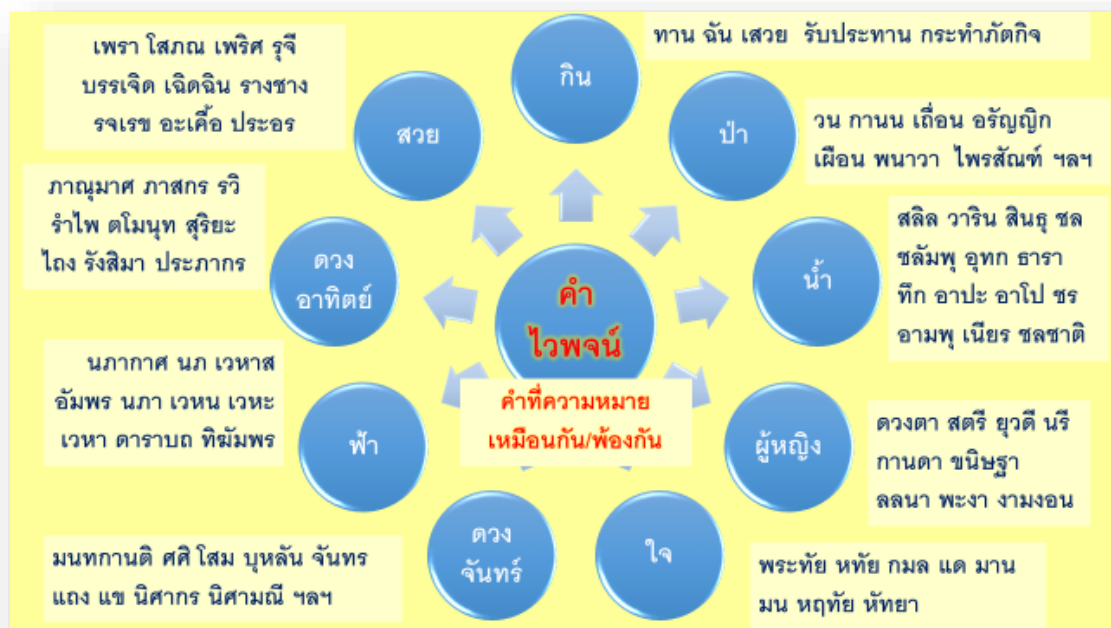 คำ
ไวพจน์
คำที่ความหมาย
เหมือนกัน/พ้องกัน
กิน
ทาน ฉัน เสวย รับประทาน กระทำภัตกิจ
ป่า
วน กานน เถื่อน อรัญญิก
เผือน พนาวา ไพรสัณฑ์ ฯลฯ
น้ำ
สลิล วาริน สินธุ ชล
ชลัมพุ อุทก ธารา
ทึก อาปะ อาโป ชร
อามพุ เนียร ชลชาติ
ผู้หญิง
ดวงตา สตรี ยุวดี นรี
กานดา ขนิษฐา
ลลนา พะงา งามงอน
ใจ
พระทัย หทัย กมล แด มาน
มน หฤทัย หัทยา
ดวง
จันทร์
มนทกานติ ศศิ โสม บุหลัน จันทร
แถง แข นิศากร นิศามณี ฯลฯ
ฟ้า
นภากาศ นภ เวหาส
อัมพร นภา เวหน เวหะ
เวหา ดาราบถ ทิฆัมพร
ดวง
อาทิตย์
ภาณุมาศ ภาสกร รวิ
รำไพ ตโมนุท สุริยะ
ไถง รังสิมา ประภากร
สวย
เพรา โสภณ เพริศ รุจี
บรรเจิด เฉิดฉิน รางชาง
รจเรข อะเคื้อ ประอร